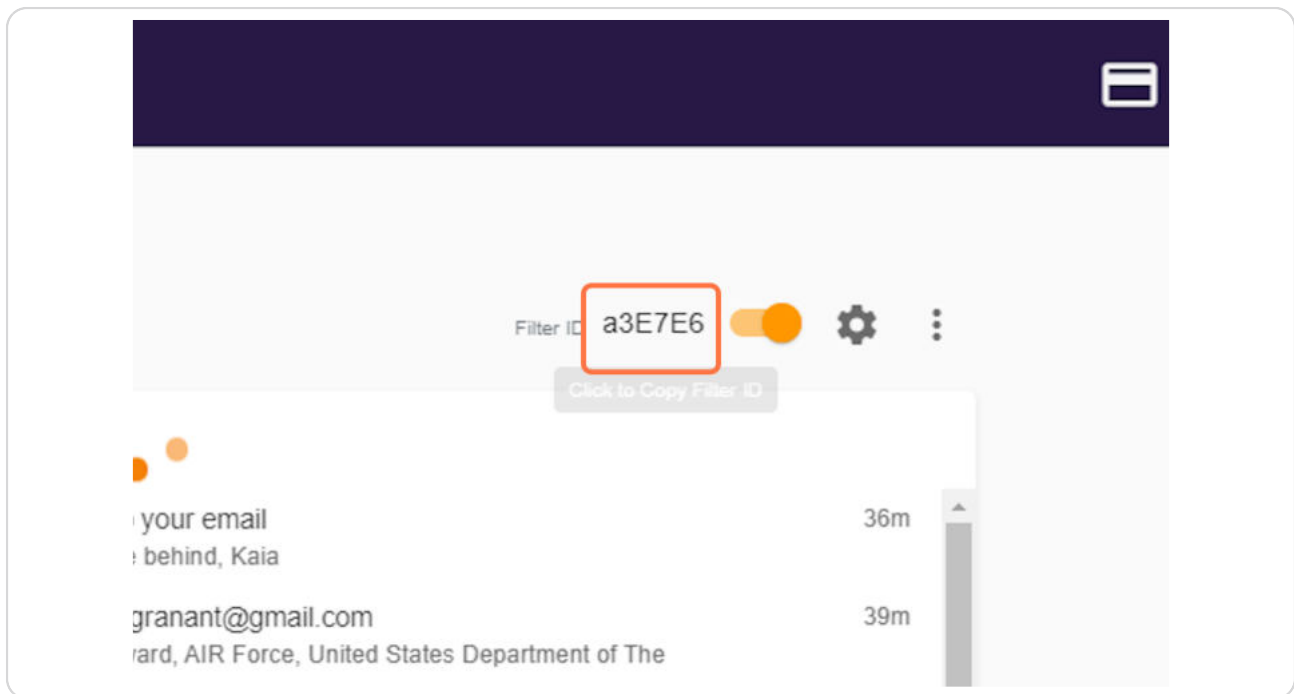 Filter ID a3E7E6
Click to Copy Filter ID
your email 36m
behind, Kaia
granant@gmail.com 39m
ard, AIR Force, United States Department of The